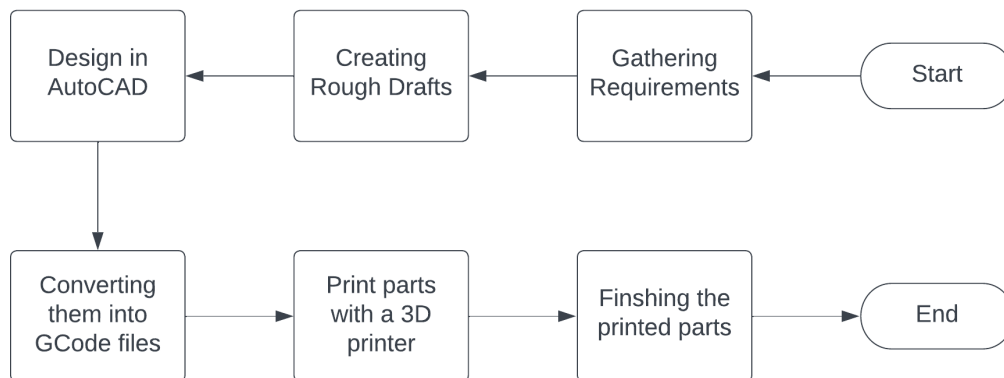 Start
Gathering
Requirements
Creating
Rough Drafts
Design in
AutoCAD
Converting
them into
GCode files
Print parts
with a 3D
printer
Finshing the
printed parts
End